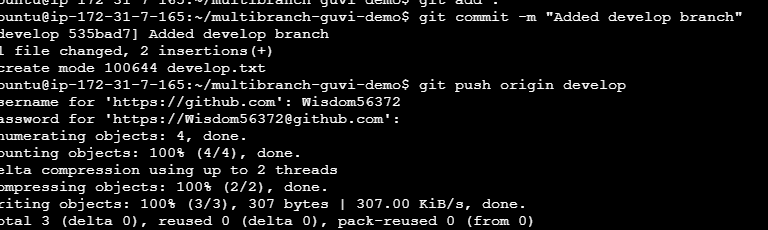 ubuntu@ip-172-31-7-165:~/multibranch-guvi-demo$ git add .
buntu@ip-172-31-7-165:~/multibranch-guvi-demo$ git commit -m "Added develop branch"
develop 535bad7] Added develop branch
1 file changed, 2 insertions(+)
create mode 100644 develop.txt
buntu@ip-172-31-7-165:~/multibranch-guvi-demo$ git push origin develop
sername for 'https://github.com': Wisdom56372
assword for 'https://Wisdom56372@github.com':
numerating objects: 4, done.
ounting objects: 100% (4/4), done.
elta compression using up to 2 threads
ompressing objects: 100% (2/2), done.
riting objects: 100% (3/3), 307 bytes | 307.00 KiB/s, done.
otal 3 (delta 0), reused 0 (delta 0), pack-reused 0 (from 0)